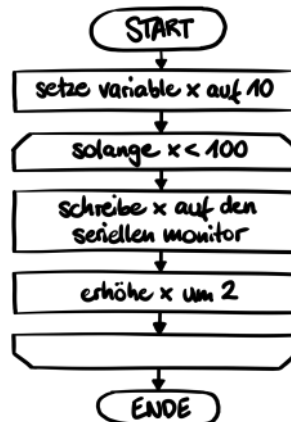 START
setze variable x auf 10
solange x < 100
schreibe x auf den
seriellen monitor
erhöhe x um 2
ENDE